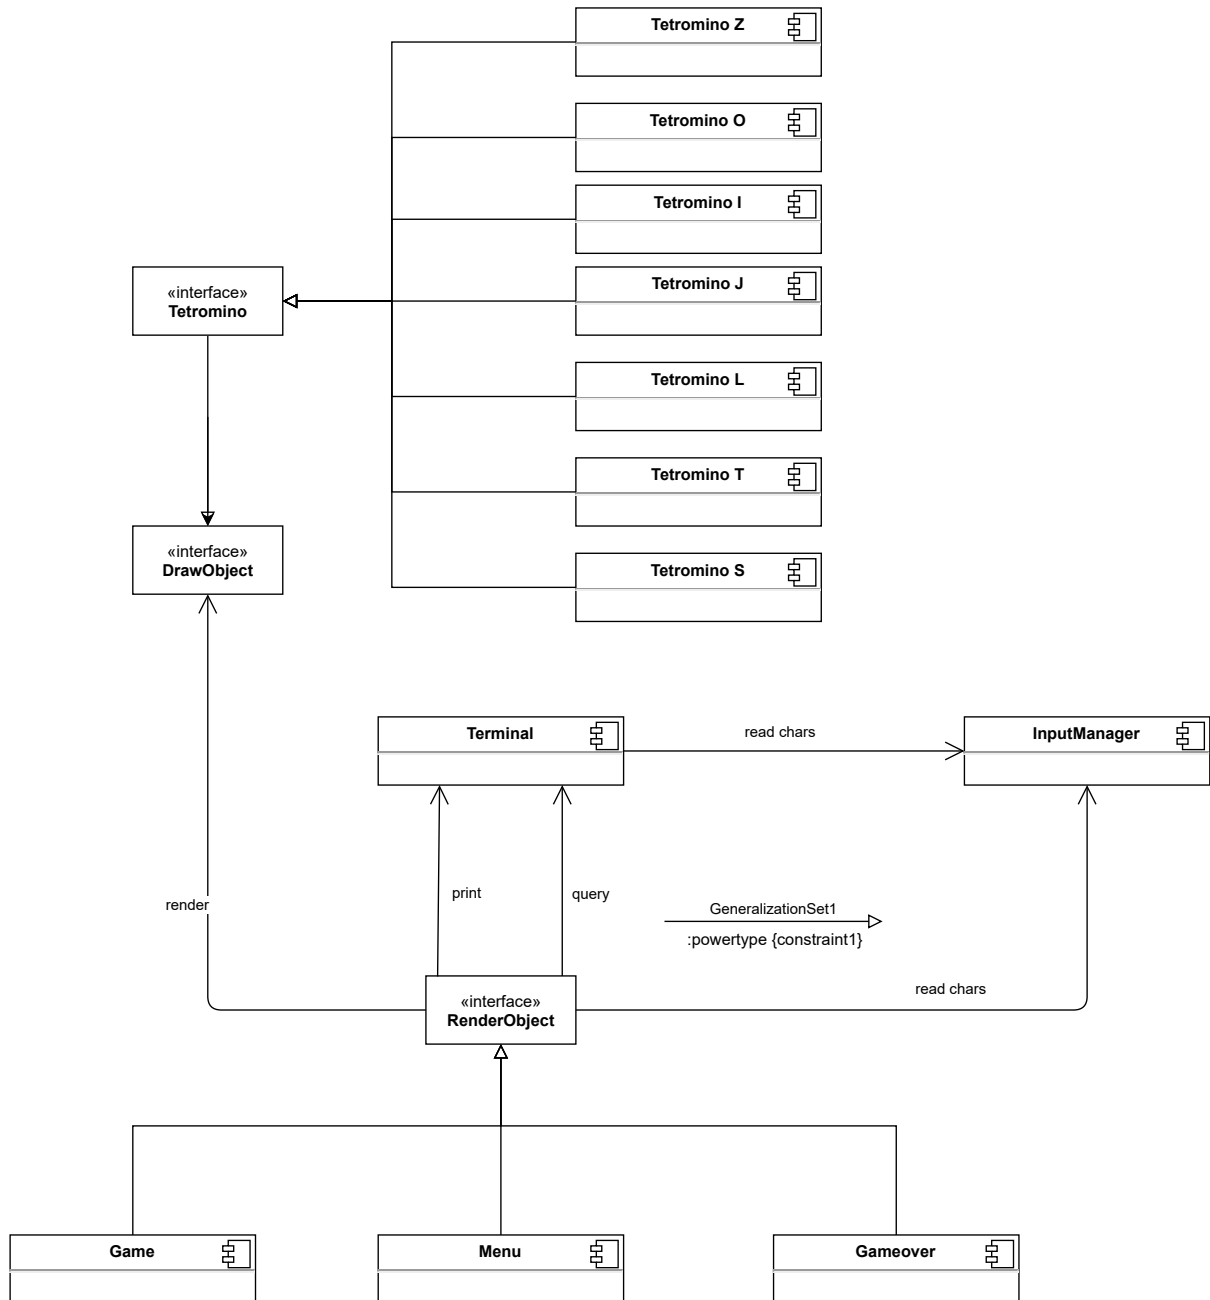 Tetromino Z
Tetromino O
Tetromino I
Tetromino J
«interface»
Tetromino
Tetromino L
Tetromino T
«interface»
DrawObject
Tetromino S
Terminal
read chars
InputManager
print
query
render
GeneralizationSet1
:powertype {constraint1}
read chars
«interface»
RenderObject
Game
Menu
Gameover